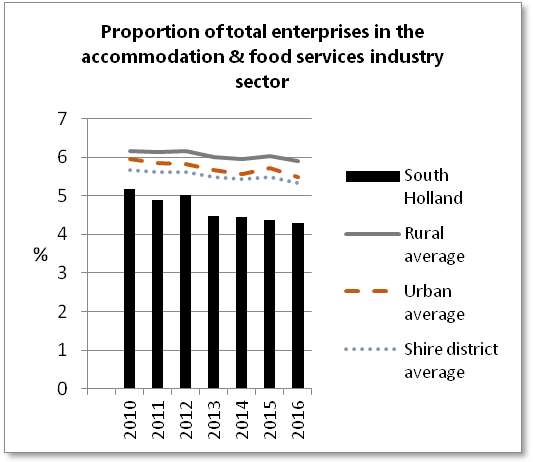 Proportion of total enterprises in the
accommodation & food services industry
sector
7
6
5
4
3
2
1
0
%
2010
2011
2012
2013
2014
2015
2016
South
Holland
Rural
average
Urban
average
Shire district
average